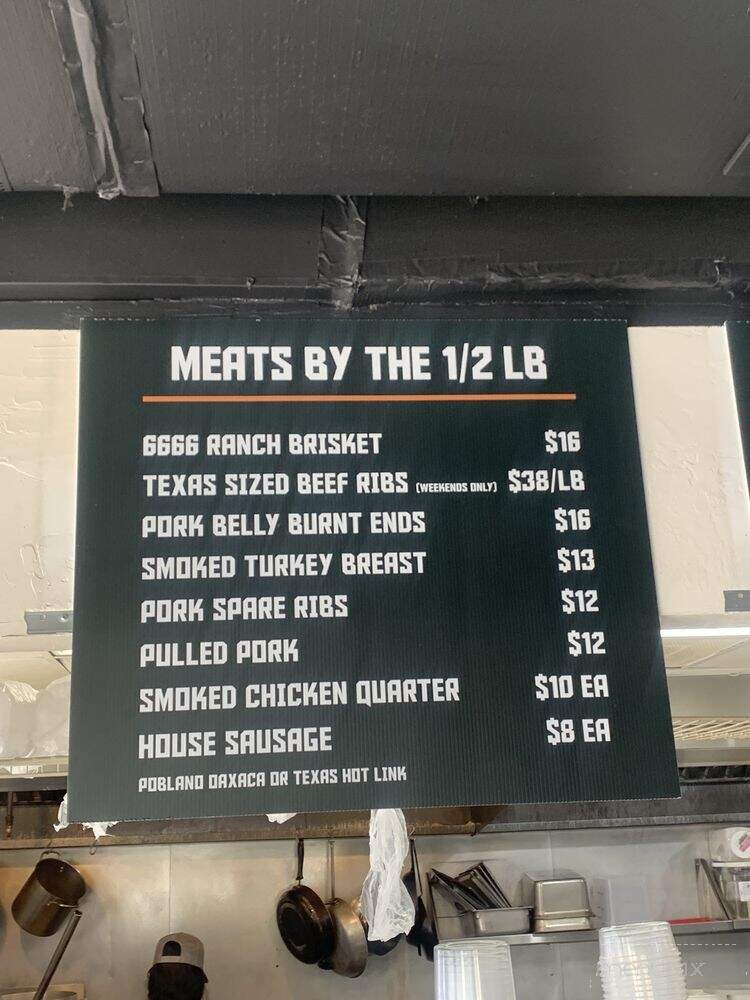 MEATS BY THE 1/2 LB
6666 RANCH BRISKET $16
TEXAS SIZED BEEF RIBS (WEEKENDS ONLY) $38/LB
PORK BELLY BURNT ENDS $16
SMOKED TURKEY BREAST $13
PORK SPARE RIBS $12
PULLED PORK $12
SMOKED CHICKEN QUARTER $10 EA
HOUSE SAUSAGE $8 EA
POBLANO OAXACA OR TEXAS HOT LINK